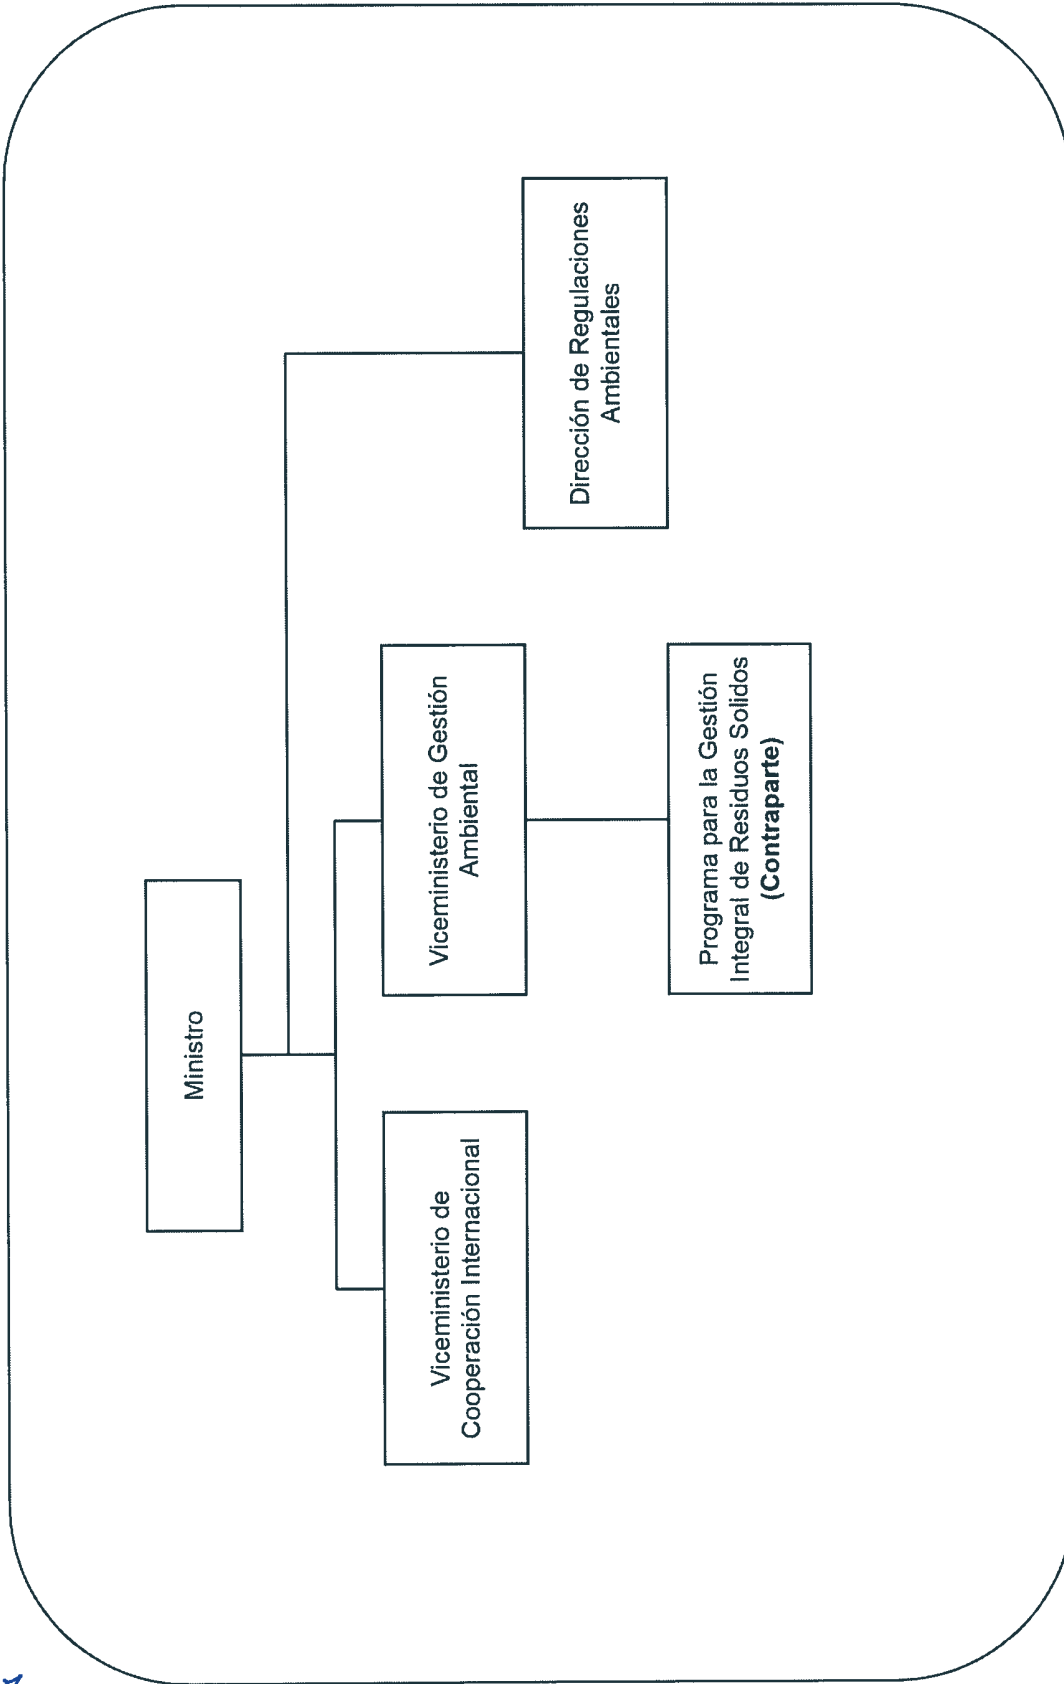 Ministro
Viceministerio de
Cooperación Internacional
Viceministerio de Gestión
Ambiental
Dirección de Regulaciones
Ambientales
Programa para la Gestión
Integral de Residuos Solidos
(Contraparte)